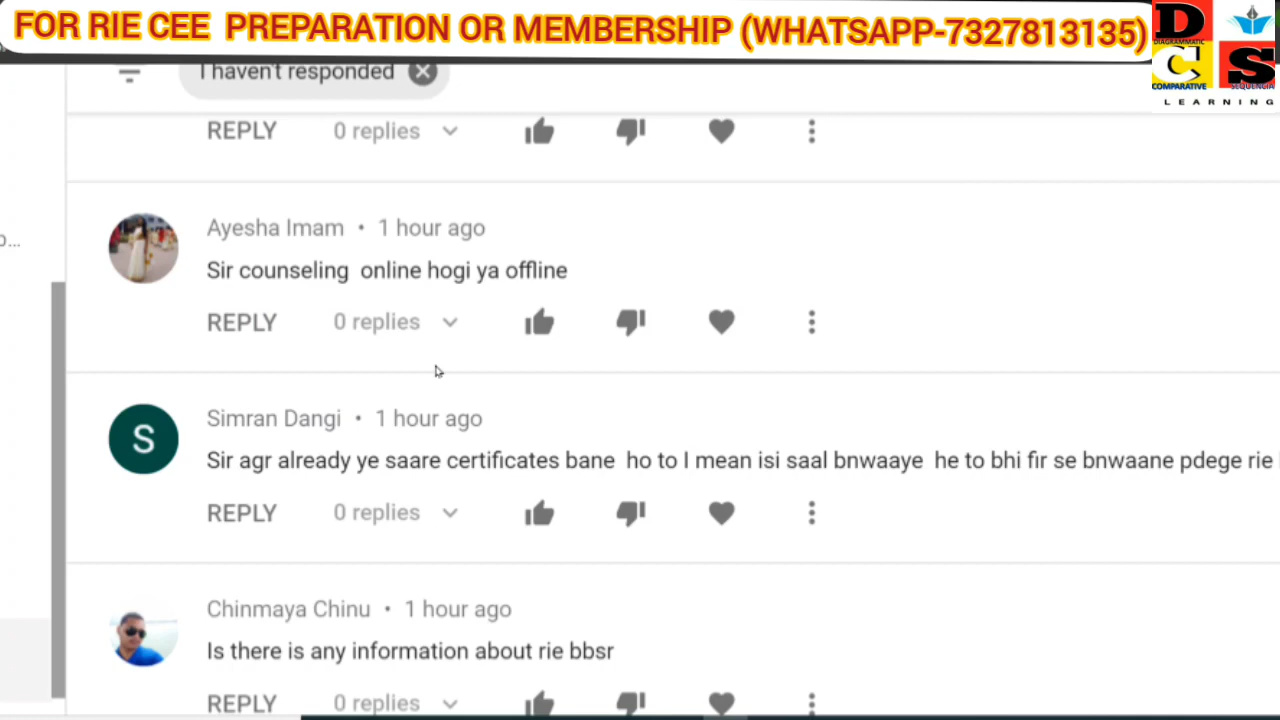 FOR RIE CEE PREPARATION OR MEMBERSHIP (WHATSAPP-7327813135)
D
DIAGRAMMATIC
C
COMPARATIVE
S
SEQUENCIA
LEARNING
I haven't responded
REPLY 0 replies
Ayesha Imam • 1 hour ago
Sir counseling online hogi ya offline
REPLY 0 replies
S
Simran Dangi • 1 hour ago
Sir agr already ye saare certificates bane ho to I mean isi saal bnwaaye he to bhi fir se bnwaane pdege rie
REPLY 0 replies
Chinmaya Chinu • 1 hour ago
Is there is any information about rie bbsr
REPLY 0 replies